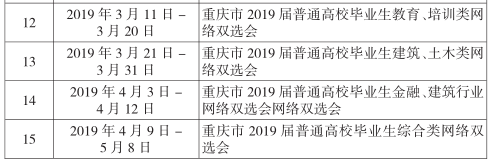 12
2019 年 3 月 11 日 –
3 月 20 日
重庆市 2019 届普通高校毕业生教育、培训类网
络双选会
13
2019 年 3 月 21 日 –
3 月 31 日
重庆市 2019 届普通高校毕业生建筑、土木类网
络双选会
14
2019 年 4 月 3 日 –
4 月 12 日
重庆市 2019 届普通高校毕业生金融、建筑行业
网络双选会网络双选会
15
2019 年 4 月 9 日 –
5 月 8 日
重庆市 2019 届普通高校毕业生综合类网络双
选会